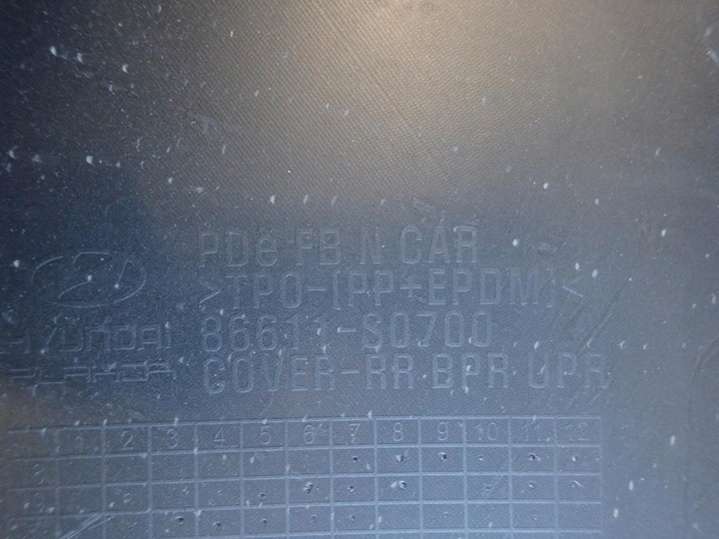 PDe FB N CAR
>TPO-(PP+EPDM)<
86611-S0700
HYUNDAI
COVER-RR BPR UPR
1 2 3 4 5 6 7 8 9 10 11 12